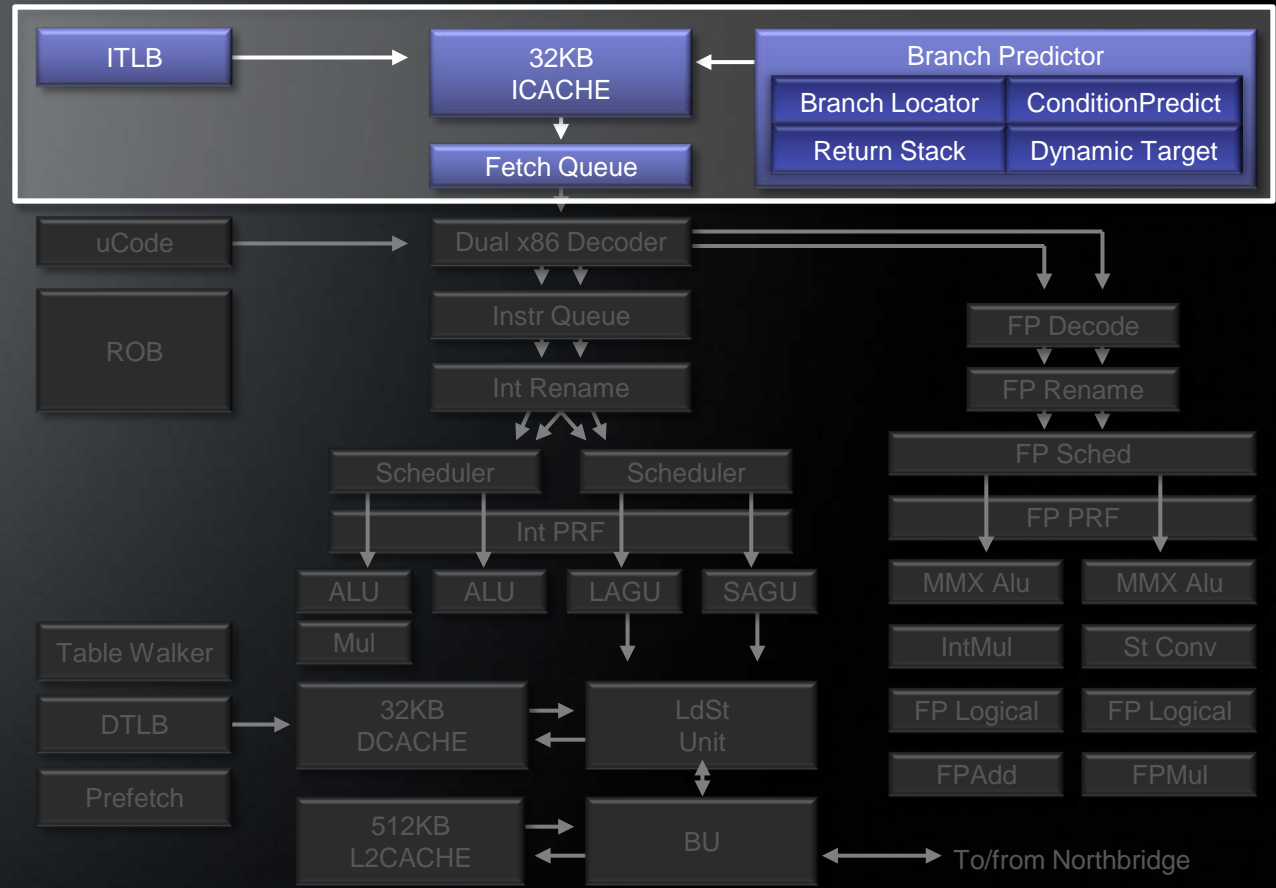 ITLB
32KB
ICACHE
Branch Predictor
Branch Locator
ConditionPredict
Return Stack
Dynamic Target
Fetch Queue
uCode
Dual x86 Decoder
ROB
Instr Queue
Int Rename
FP Decode
FP Rename
Scheduler
Scheduler
FP Sched
Int PRF
FP PRF
ALU
ALU
LAGU
SAGU
MMX Alu
MMX Alu
Mul
IntMul
St Conv
Table Walker
DTLB
Prefetch
32KB
DCACHE
LdSt
Unit
FP Logical
FP Logical
FPAdd
FPMul
512KB
L2CACHE
BU
To/from Northbridge